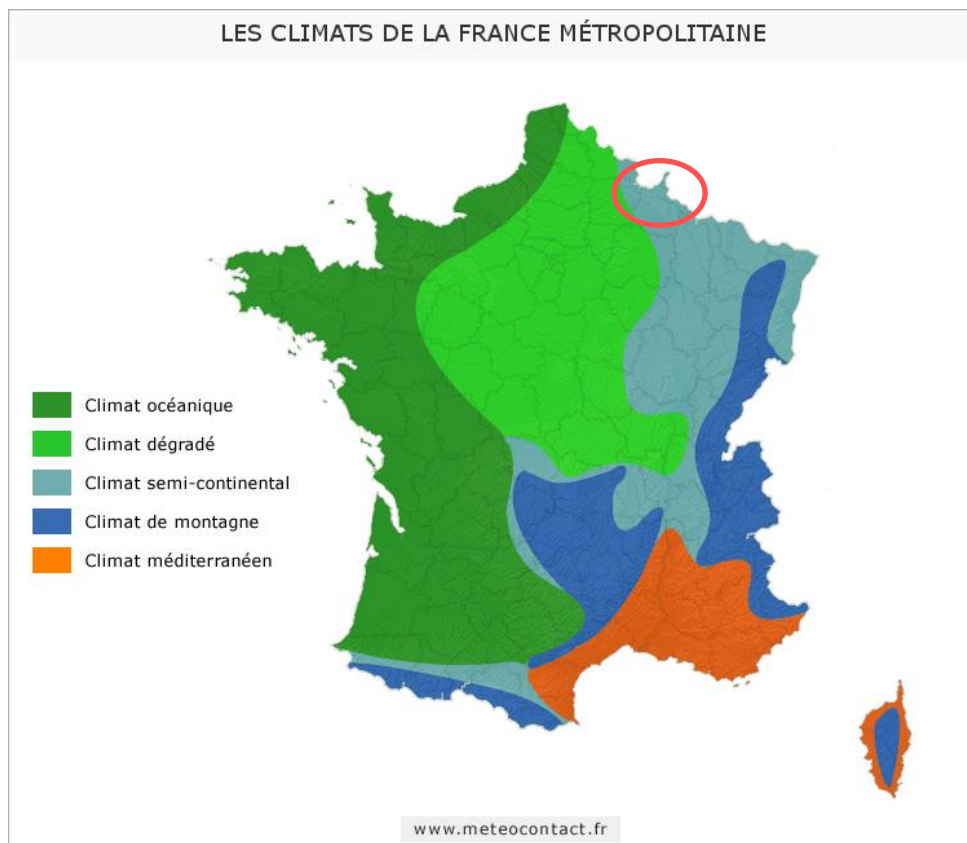 LES CLIMATS DE LA FRANCE MÉTROPOLITAINE
Climat océanique
Climat dégradé
Climat semi-continental
Climat de montagne
Climat méditerranéen
www.meteocontact.fr